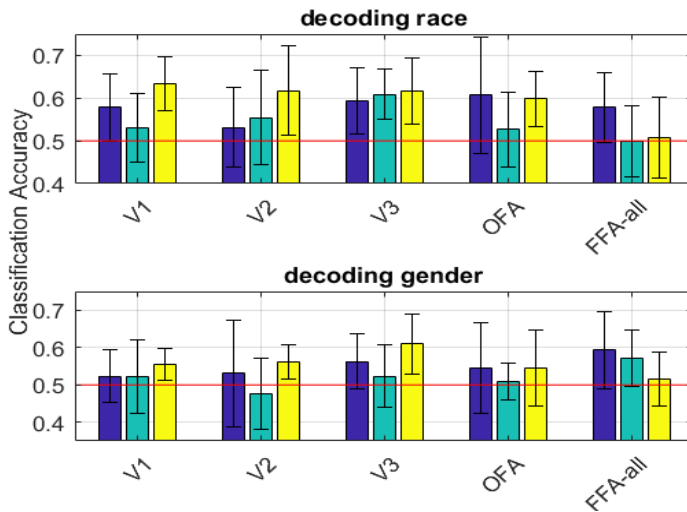 decoding race
Classification Accuracy
0.7
0.6
0.5
0.4
V1
V2
V3
OFA
FFA-all
decoding gender
0.7
0.6
0.5
0.4
V1
V2
V3
OFA
FFA-all